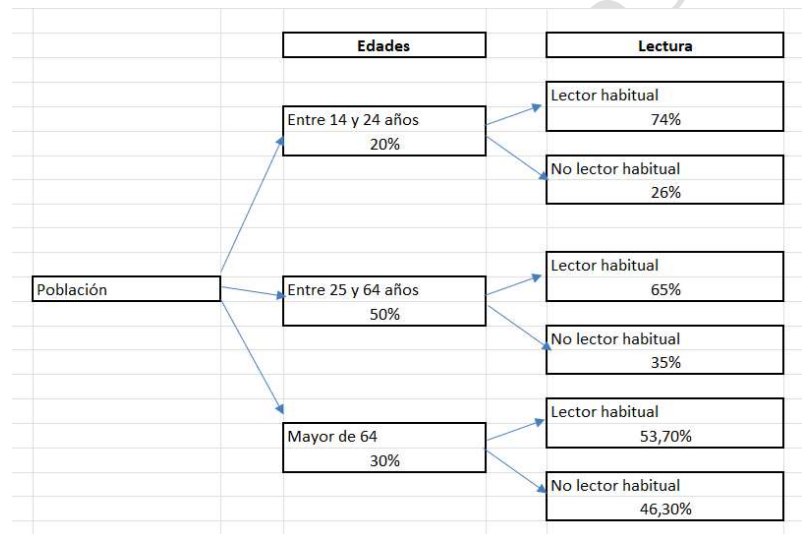 Edades
Lectura
Lector habitual
74%
Entre 14 y 24 años
20%
No lector habitual
26%
Lector habitual
65%
Población
Entre 25 y 64 años
50%
No lector habitual
35%
Lector habitual
53,70%
Mayor de 64
30%
No lector habitual
46,30%